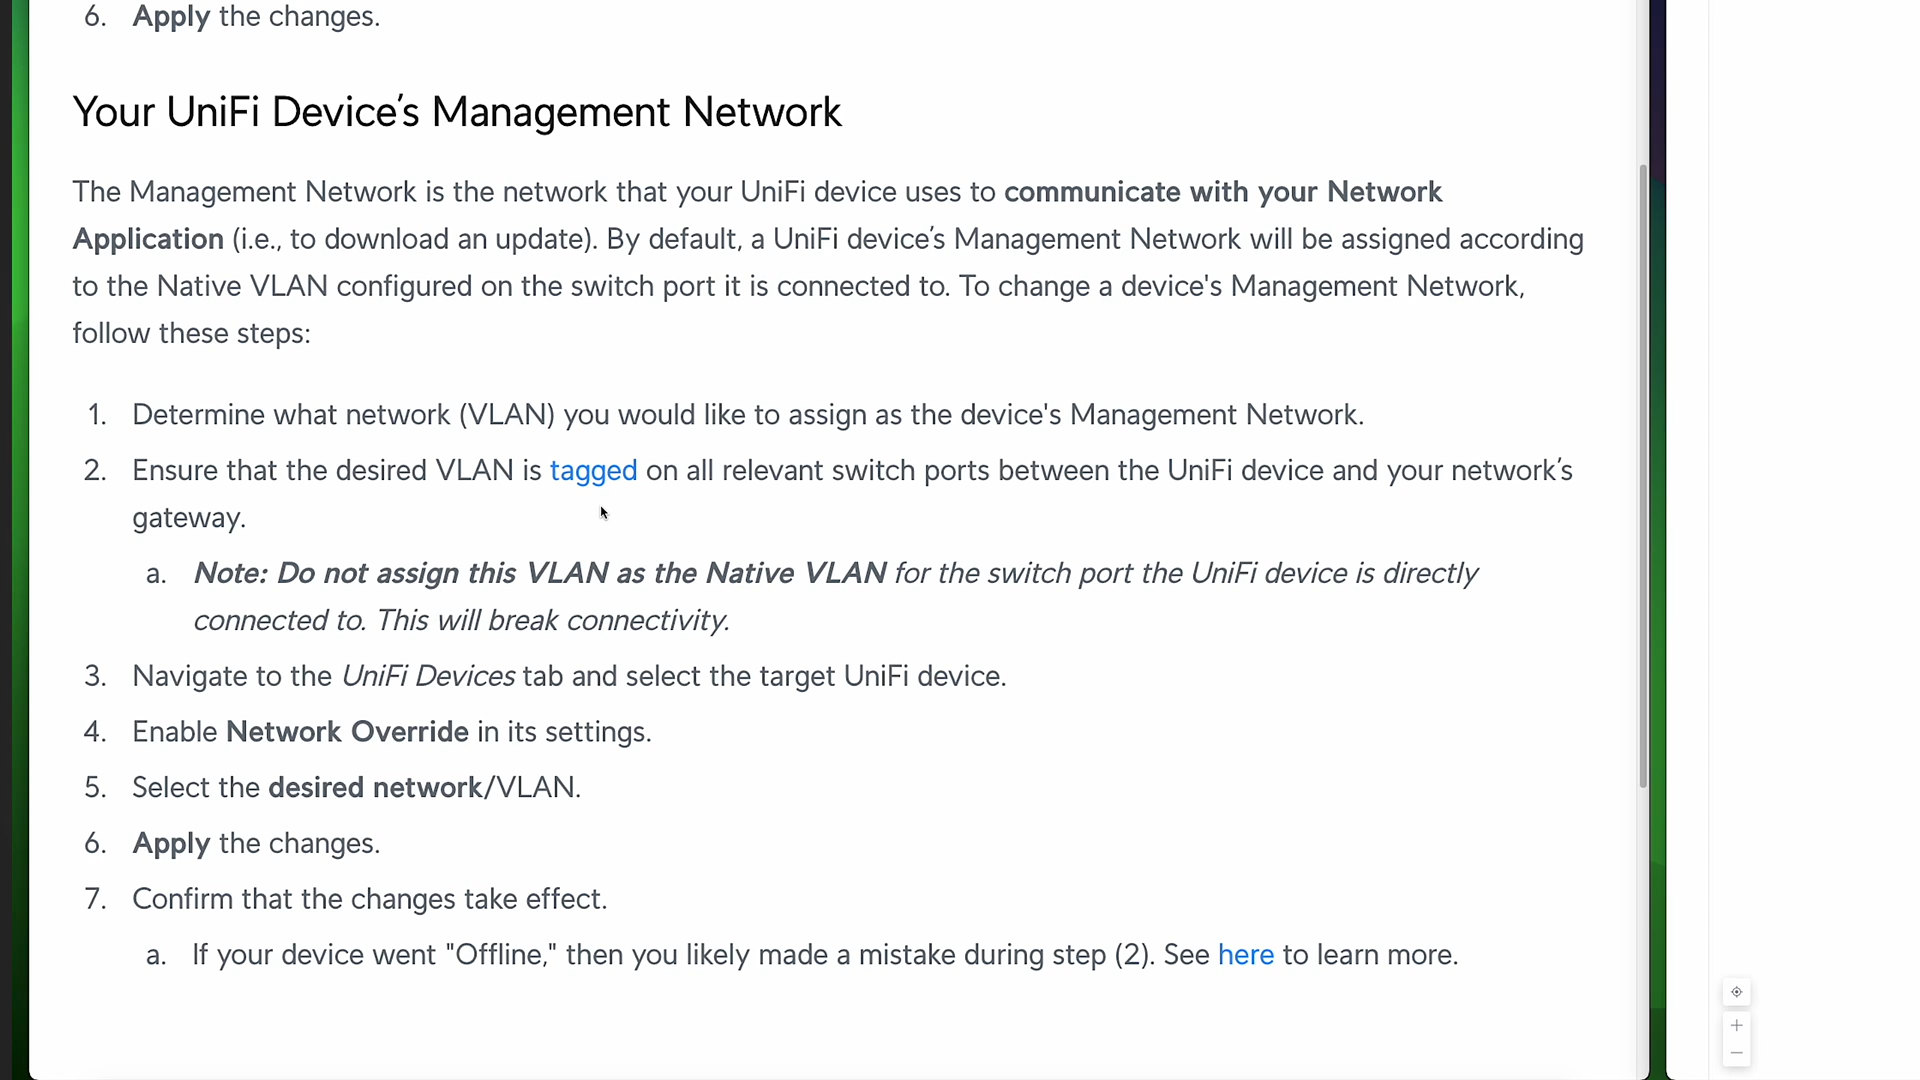 6. Apply the changes.
Your UniFi Device’s Management Network
The Management Network is the network that your UniFi device uses to communicate with your Network
Application (i.e., to download an update). By default, a UniFi device’s Management Network will be assigned according
to the Native VLAN configured on the switch port it is connected to. To change a device's Management Network,
follow these steps:
1. Determine what network (VLAN) you would like to assign as the device's Management Network.
2. Ensure that the desired VLAN is tagged on all relevant switch ports between the UniFi device and your network’s
gateway.
a. Note: Do not assign this VLAN as the Native VLAN for the switch port the UniFi device is directly
connected to. This will break connectivity.
3. Navigate to the UniFi Devices tab and select the target UniFi device.
4. Enable Network Override in its settings.
5. Select the desired network/VLAN.
6. Apply the changes.
7. Confirm that the changes take effect.
a. If your device went "Offline," then you likely made a mistake during step (2). See here to learn more.